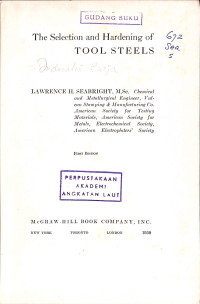 GUDANG BUKU
The Selection and Hardening of
TOOL STEELS
672
Sea
s
LAWRENCE H. SEABRIGHT, M.Sc. Chemical
and Metallurgical Engineer, Vul-
can Stamping & Manufacturing Co.
American Society for Testing
Materials, American Society for
Metals, Electrochemical Society,
American Electroplaters' Society
FIRST EDITION
PERPUSTAKAAN
AKADEMI
ANGKATAN LAUT
McGRAW-HILL BOOK COMPANY, INC.
NEW YORK TORONTO LONDON 1950